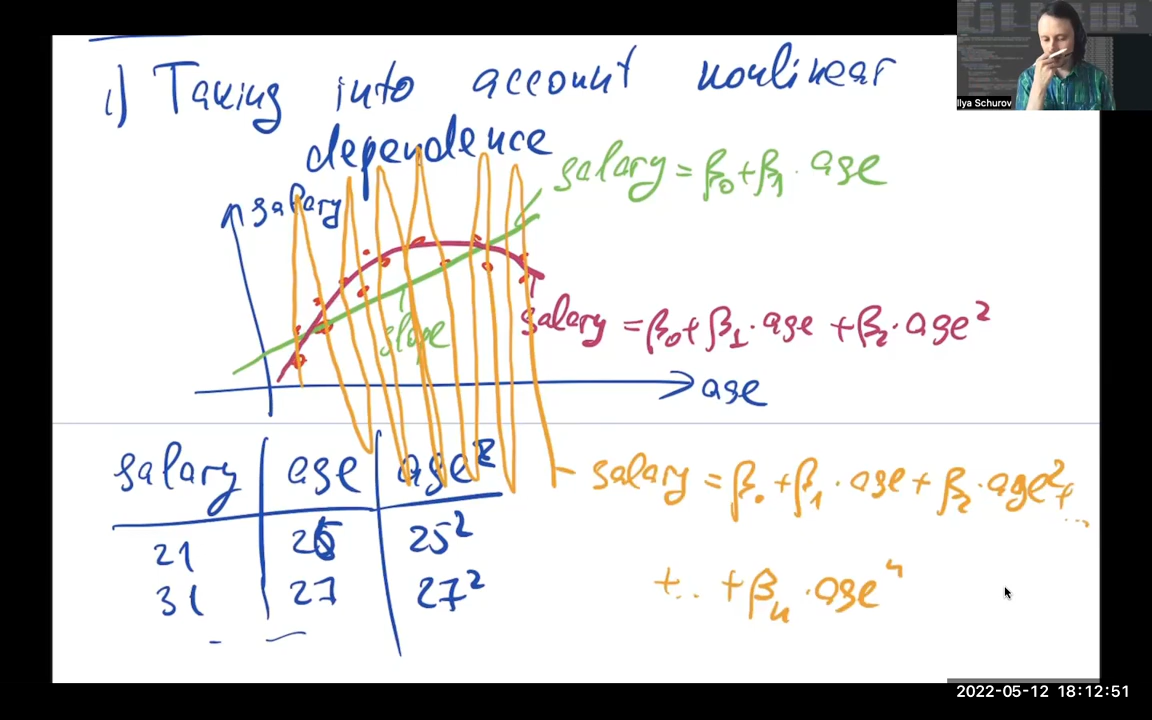 1) Taking into account nonlinear
dependence
Ilya Schurov
salary = β₀+β₁ · age
salary
slope
salary = β₀+β₁ · age + β₂ · age²
age
salary | age | age²
21 | 25 | 25²
31 | 27 | 27²
salary = β₀ + β₁ · age + β₂ · age² + ...
+ .. + βₙ · age ⁿ
2022-05-12 18:12:51